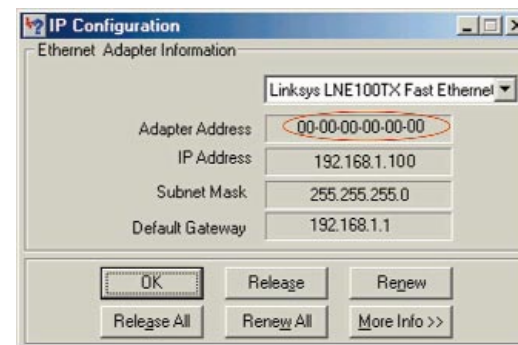 IP Configuration
Ethernet Adapter Information
Linksys LNE100TX Fast Ethernet
Adapter Address 00-00-00-00-00-00
IP Address 192.168.1.100
Subnet Mask 255.255.255.0
Default Gateway 192.168.1.1
OK Release Renew
Release All Renew All More Info >>